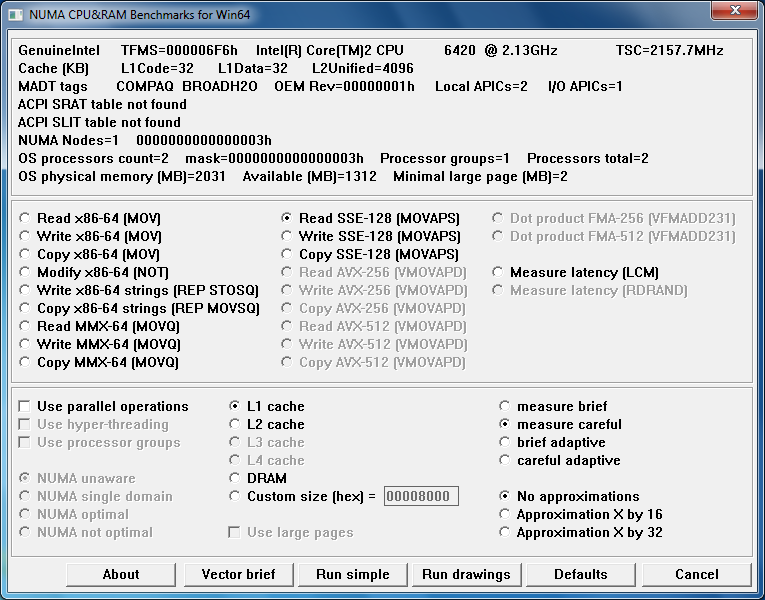 NUMA CPU&RAM Benchmarks for Win64
GenuineIntel TFMS=000006F6h Intel(R) Core(TM)2 CPU 6420 @ 2.13GHz TSC=2157.7MHz
Cache (KB) L1Code=32 L1Data=32 L2Unified=4096
MADT tags COMPAQ BROADH2O OEM Rev=00000001h Local APICs=2 I/O APICs=1
ACPI SRAT table not found
ACPI SLIT table not found
NUMA Nodes=1 0000000000000003h
OS processors count=2 mask=0000000000000003h Processor groups=1 Processors total=2
OS physical memory (MB)=2031 Available (MB)=1312 Minimal large page (MB)=2
Read x86-64 (MOV) Read SSE-128 (MOVAPS) Dot product FMA-256 (VFMADD231)
Write x86-64 (MOV) Write SSE-128 (MOVAPS) Dot product FMA-512 (VFMADD231)
Copy x86-64 (MOV) Copy SSE-128 (MOVAPS)
Modify x86-64 (NOT) Read AVX-256 (VMOVAPD) Measure latency (LCM)
Write x86-64 strings (REP STOSQ) Write AVX-256 (VMOVAPD) Measure latency (RDRAND)
Copy x86-64 strings (REP MOVSQ) Copy AVX-256 (VMOVAPD)
Read MMX-64 (MOVQ) Read AVX-512 (VMOVAPD)
Write MMX-64 (MOVQ) Write AVX-512 (VMOVAPD)
Copy MMX-64 (MOVQ) Copy AVX-512 (VMOVAPD)
Use parallel operations L1 cache measure brief
Use hyper-threading L2 cache measure careful
Use processor groups L3 cache brief adaptive
L4 cache careful adaptive
NUMA unaware DRAM
NUMA single domain Custom size (hex) = 00008000 No approximations
NUMA optimal Approximation X by 16
NUMA not optimal Use large pages Approximation X by 32
About Vector brief Run simple Run drawings Defaults Cancel